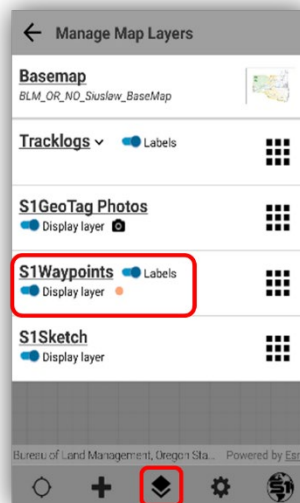 Manage Map Layers
Basemap
BLM_OR_NO_Siuslaw_BaseMap
Tracklogs Labels
S1GeoTag Photos
Display layer
S1Waypoints Labels
Display layer
S1Sketch
Display layer
Bureau of Land Management, Oregon Sta... Powered by Esri